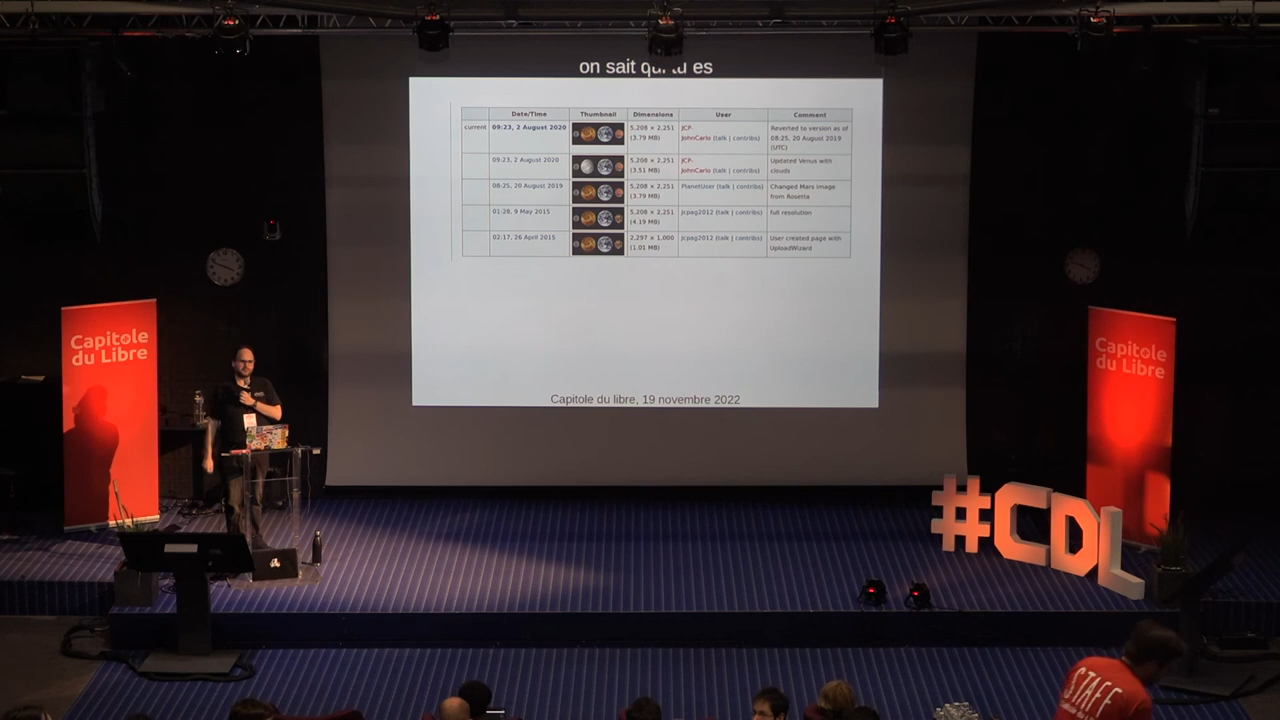 on sait qui tu es
Date/Time Thumbnail Dimensions User Comment
current 09:23, 2 August 2020 5,208 × 2,251 (3.79 MB) JCP-JohnCarlo (talk | contribs) Reverted to version as of 08:25, 20 August 2019 (UTC)
09:23, 2 August 2020 5,208 × 2,251 (3.51 MB) JCP-JohnCarlo (talk | contribs) Updated Venus with clouds
08:25, 20 August 2019 5,208 × 2,251 (3.79 MB) PlanetUser (talk | contribs) Changed Mars image from Rosetta
01:28, 9 May 2015 5,208 × 2,251 (4.19 MB) Jcpag2012 (talk | contribs) full resolution
02:17, 26 April 2015 2,297 × 1,000 (1.01 MB) Jcpag2012 (talk | contribs) User created page with UploadWizard
Capitole du libre, 19 novembre 2022
Capitole
du Libre
Capitole
du Libre
#CDL
STAFF